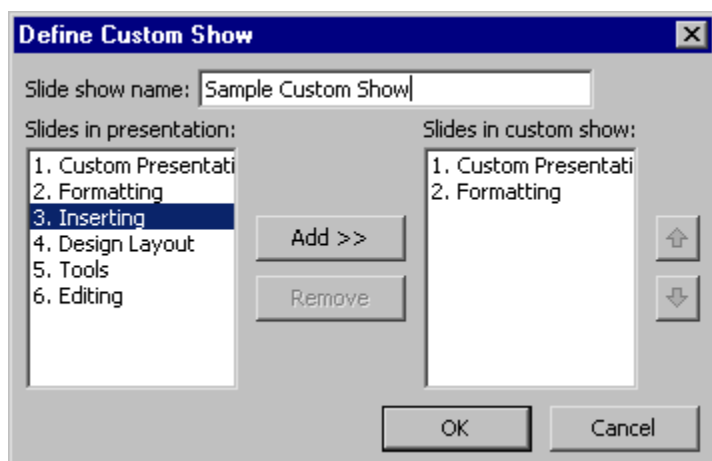 Define Custom Show
Slide show name: Sample Custom Show
Slides in presentation:
1. Custom Presentati
2. Formatting
3. Inserting
4. Design Layout
5. Tools
6. Editing
Add >>
Remove
Slides in custom show:
1. Custom Presentati
2. Formatting
OK
Cancel